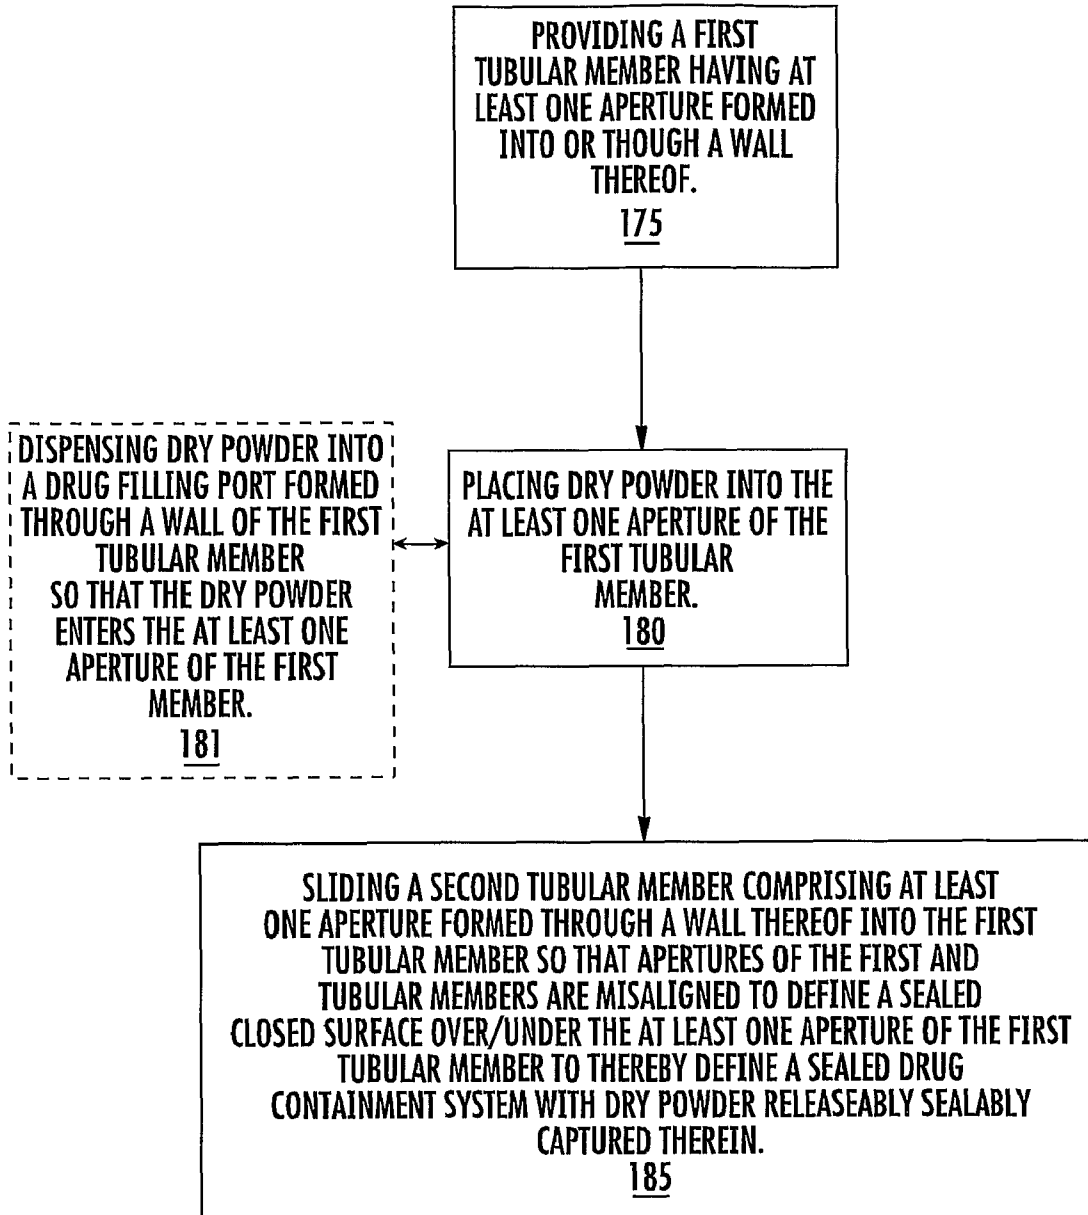 PROVIDING A FIRST
TUBULAR MEMBER HAVING AT
LEAST ONE APERTURE FORMED
INTO OR THOUGH A WALL
THEREOF.
175
DISPENSING DRY POWDER INTO
A DRUG FILLING PORT FORMED
THROUGH A WALL OF THE FIRST
TUBULAR MEMBER
SO THAT THE DRY POWDER
ENTERS THE AT LEAST ONE
APERTURE OF THE FIRST
MEMBER.
181
PLACING DRY POWDER INTO THE
AT LEAST ONE APERTURE OF THE
FIRST TUBULAR
MEMBER.
180
SLIDING A SECOND TUBULAR MEMBER COMPRISING AT LEAST
ONE APERTURE FORMED THROUGH A WALL THEREOF INTO THE FIRST
TUBULAR MEMBER SO THAT APERTURES OF THE FIRST AND
TUBULAR MEMBERS ARE MISALIGNED TO DEFINE A SEALED
CLOSED SURFACE OVER/UNDER THE AT LEAST ONE APERTURE OF THE FIRST
TUBULAR MEMBER TO THEREBY DEFINE A SEALED DRUG
CONTAINMENT SYSTEM WITH DRY POWDER RELEASEABLY SEALABLY
CAPTURED THEREIN.
185